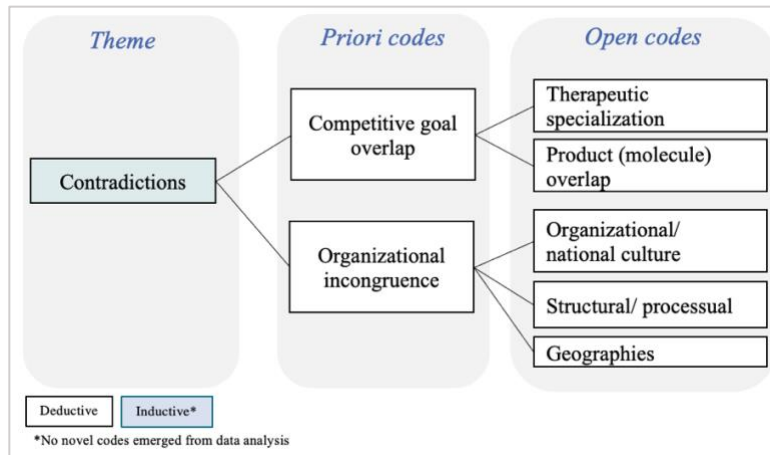 Theme
Priori codes
Open codes
Contradictions
Competitive goal
overlap
Organizational
incongruence
Therapeutic
specialization
Product (molecule)
overlap
Organizational/
national culture
Structural/ processual
Geographies
Deductive
Inductive*
*No novel codes emerged from data analysis